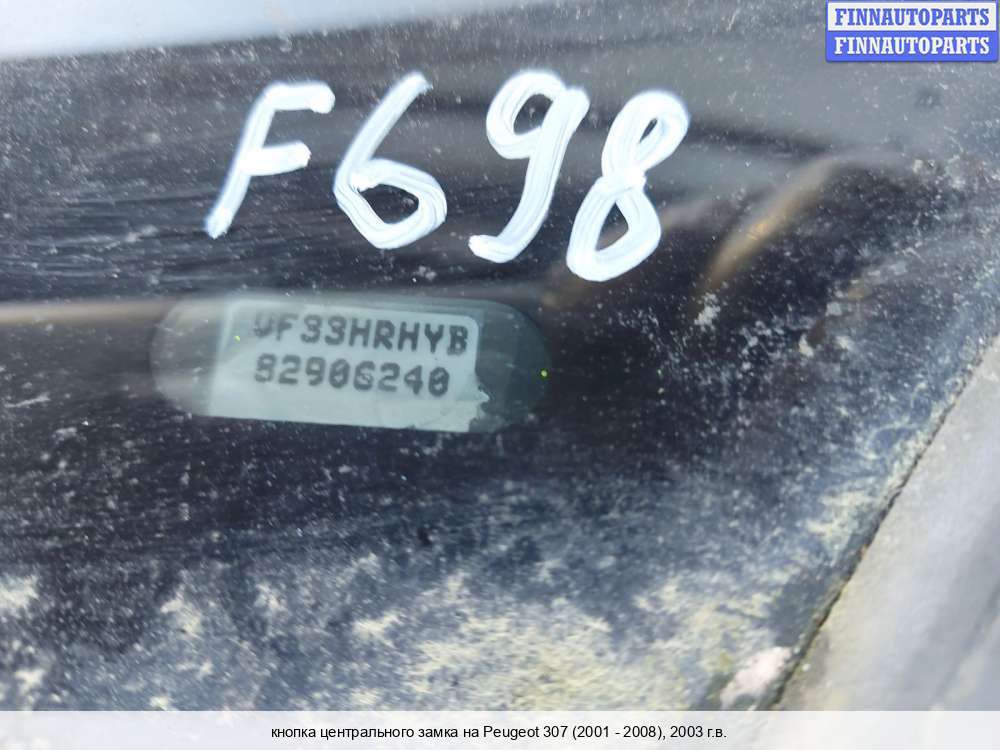 FINNAUTOPARTS
FINNAUTOPARTS
F698
VF33HRHYB
82906240
кнопка центрального замка на Peugeot 307 (2001 - 2008), 2003 г.в.